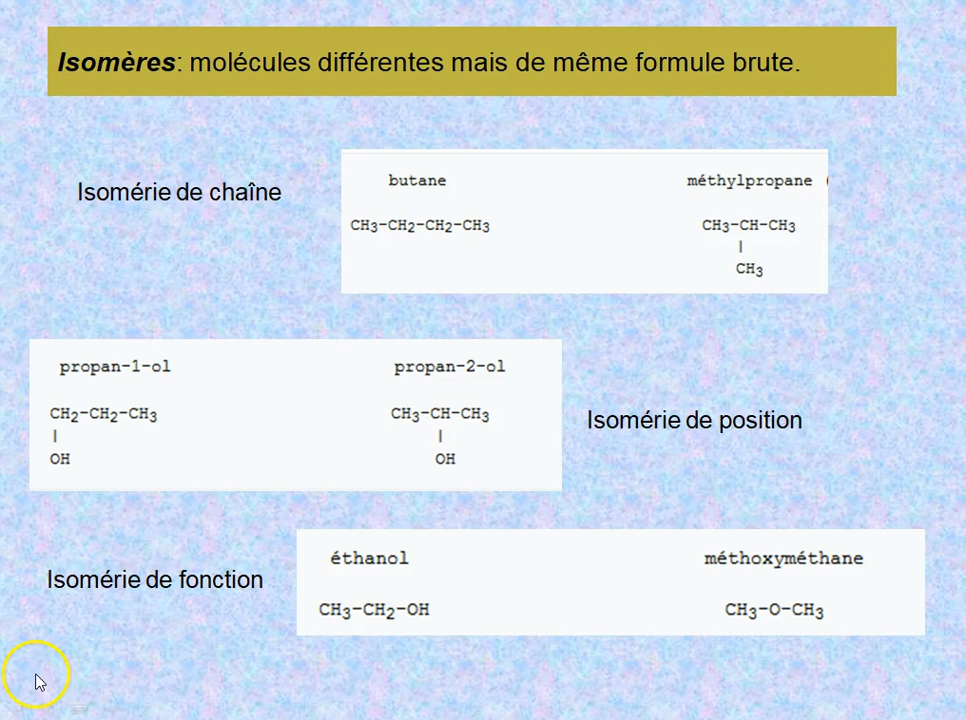 Isomères: molécules différentes mais de même formule brute.
Isomérie de chaîne
butane méthylpropane (
CH3-CH2-CH2-CH3 CH3-CH-CH3
|
CH3
propan-1-ol propan-2-ol
CH2-CH2-CH3 CH3-CH-CH3
| |
OH OH
Isomérie de position
Isomérie de fonction
éthanol méthoxyméthane
CH3-CH2-OH CH3-O-CH3